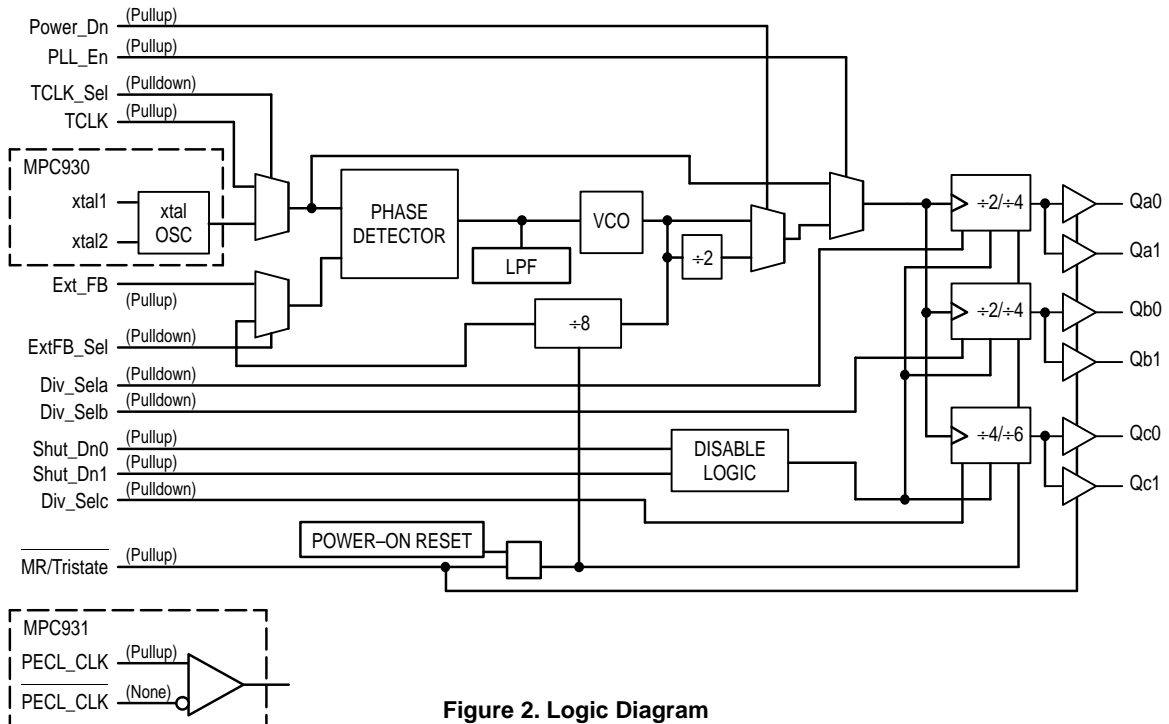 Power_Dn (Pullup)
PLL_En (Pullup)
TCLK_Sel (Pulldown)
TCLK (Pullup)
MPC930
xtal1
xtal2
xtal
OSC
PHASE
DETECTOR
LPF
VCO
÷2
÷8
÷2/÷4
Qa0
Qa1
÷2/÷4
Qb0
Qb1
÷4/÷6
Qc0
Qc1
Ext_FB
(Pullup)
ExtFB_Sel (Pulldown)
Div_Sela (Pulldown)
Div_Selb (Pulldown)
Shut_Dn0 (Pullup)
Shut_Dn1 (Pullup)
Div_Selc (Pulldown)
DISABLE
LOGIC
POWER–ON RESET
MR/Tristate (Pullup)
MPC931
PECL_CLK (Pullup)
PECL_CLK (None)
Figure 2. Logic Diagram